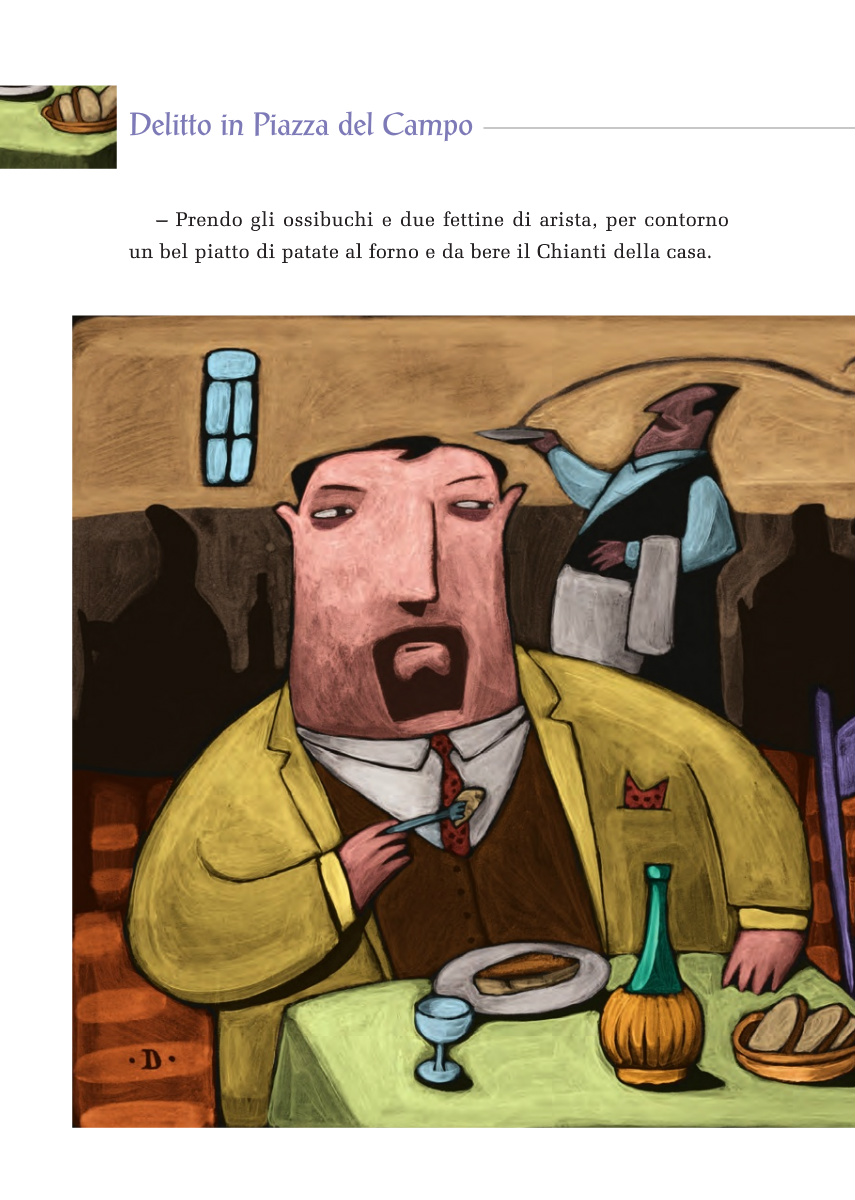 Delitto in Piazza del Campo
– Prendo gli ossibuchi e due fettine di arista, per contorno
un bel piatto di patate al forno e da bere il Chianti della casa.
·D·